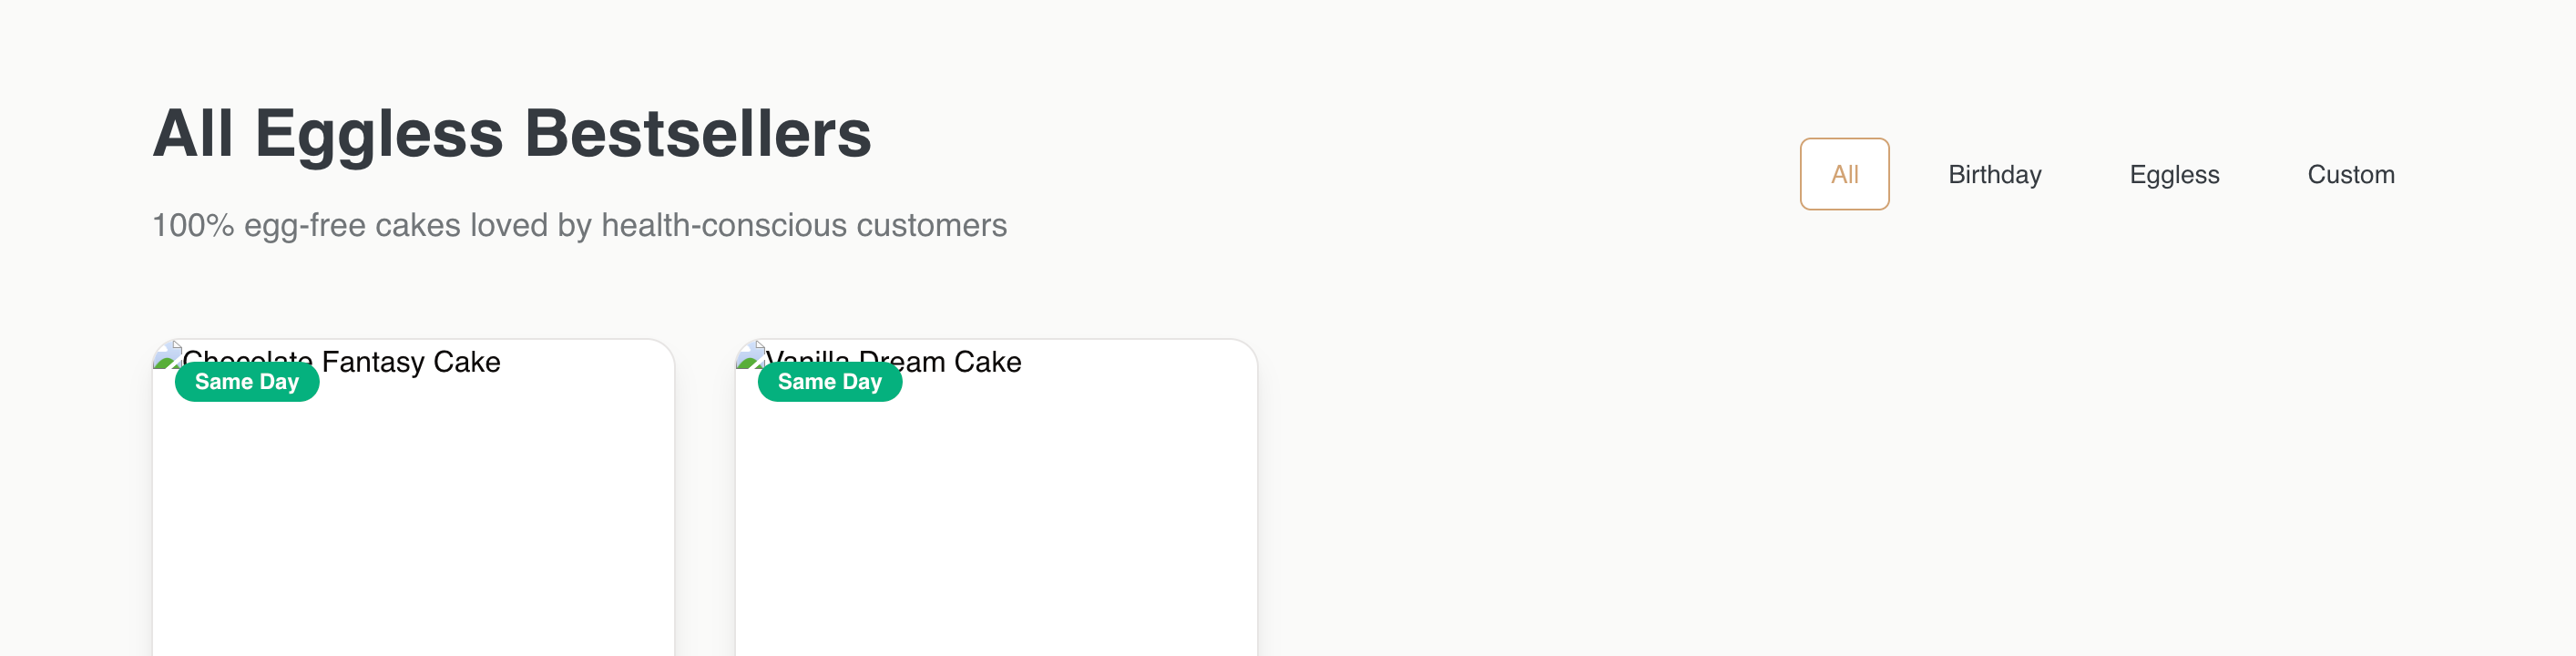 All Eggless Bestsellers
100% egg-free cakes loved by health-conscious customers
All
Birthday
Eggless
Custom
Chocolate Fantasy Cake
Same Day
Vanilla Dream Cake
Same Day